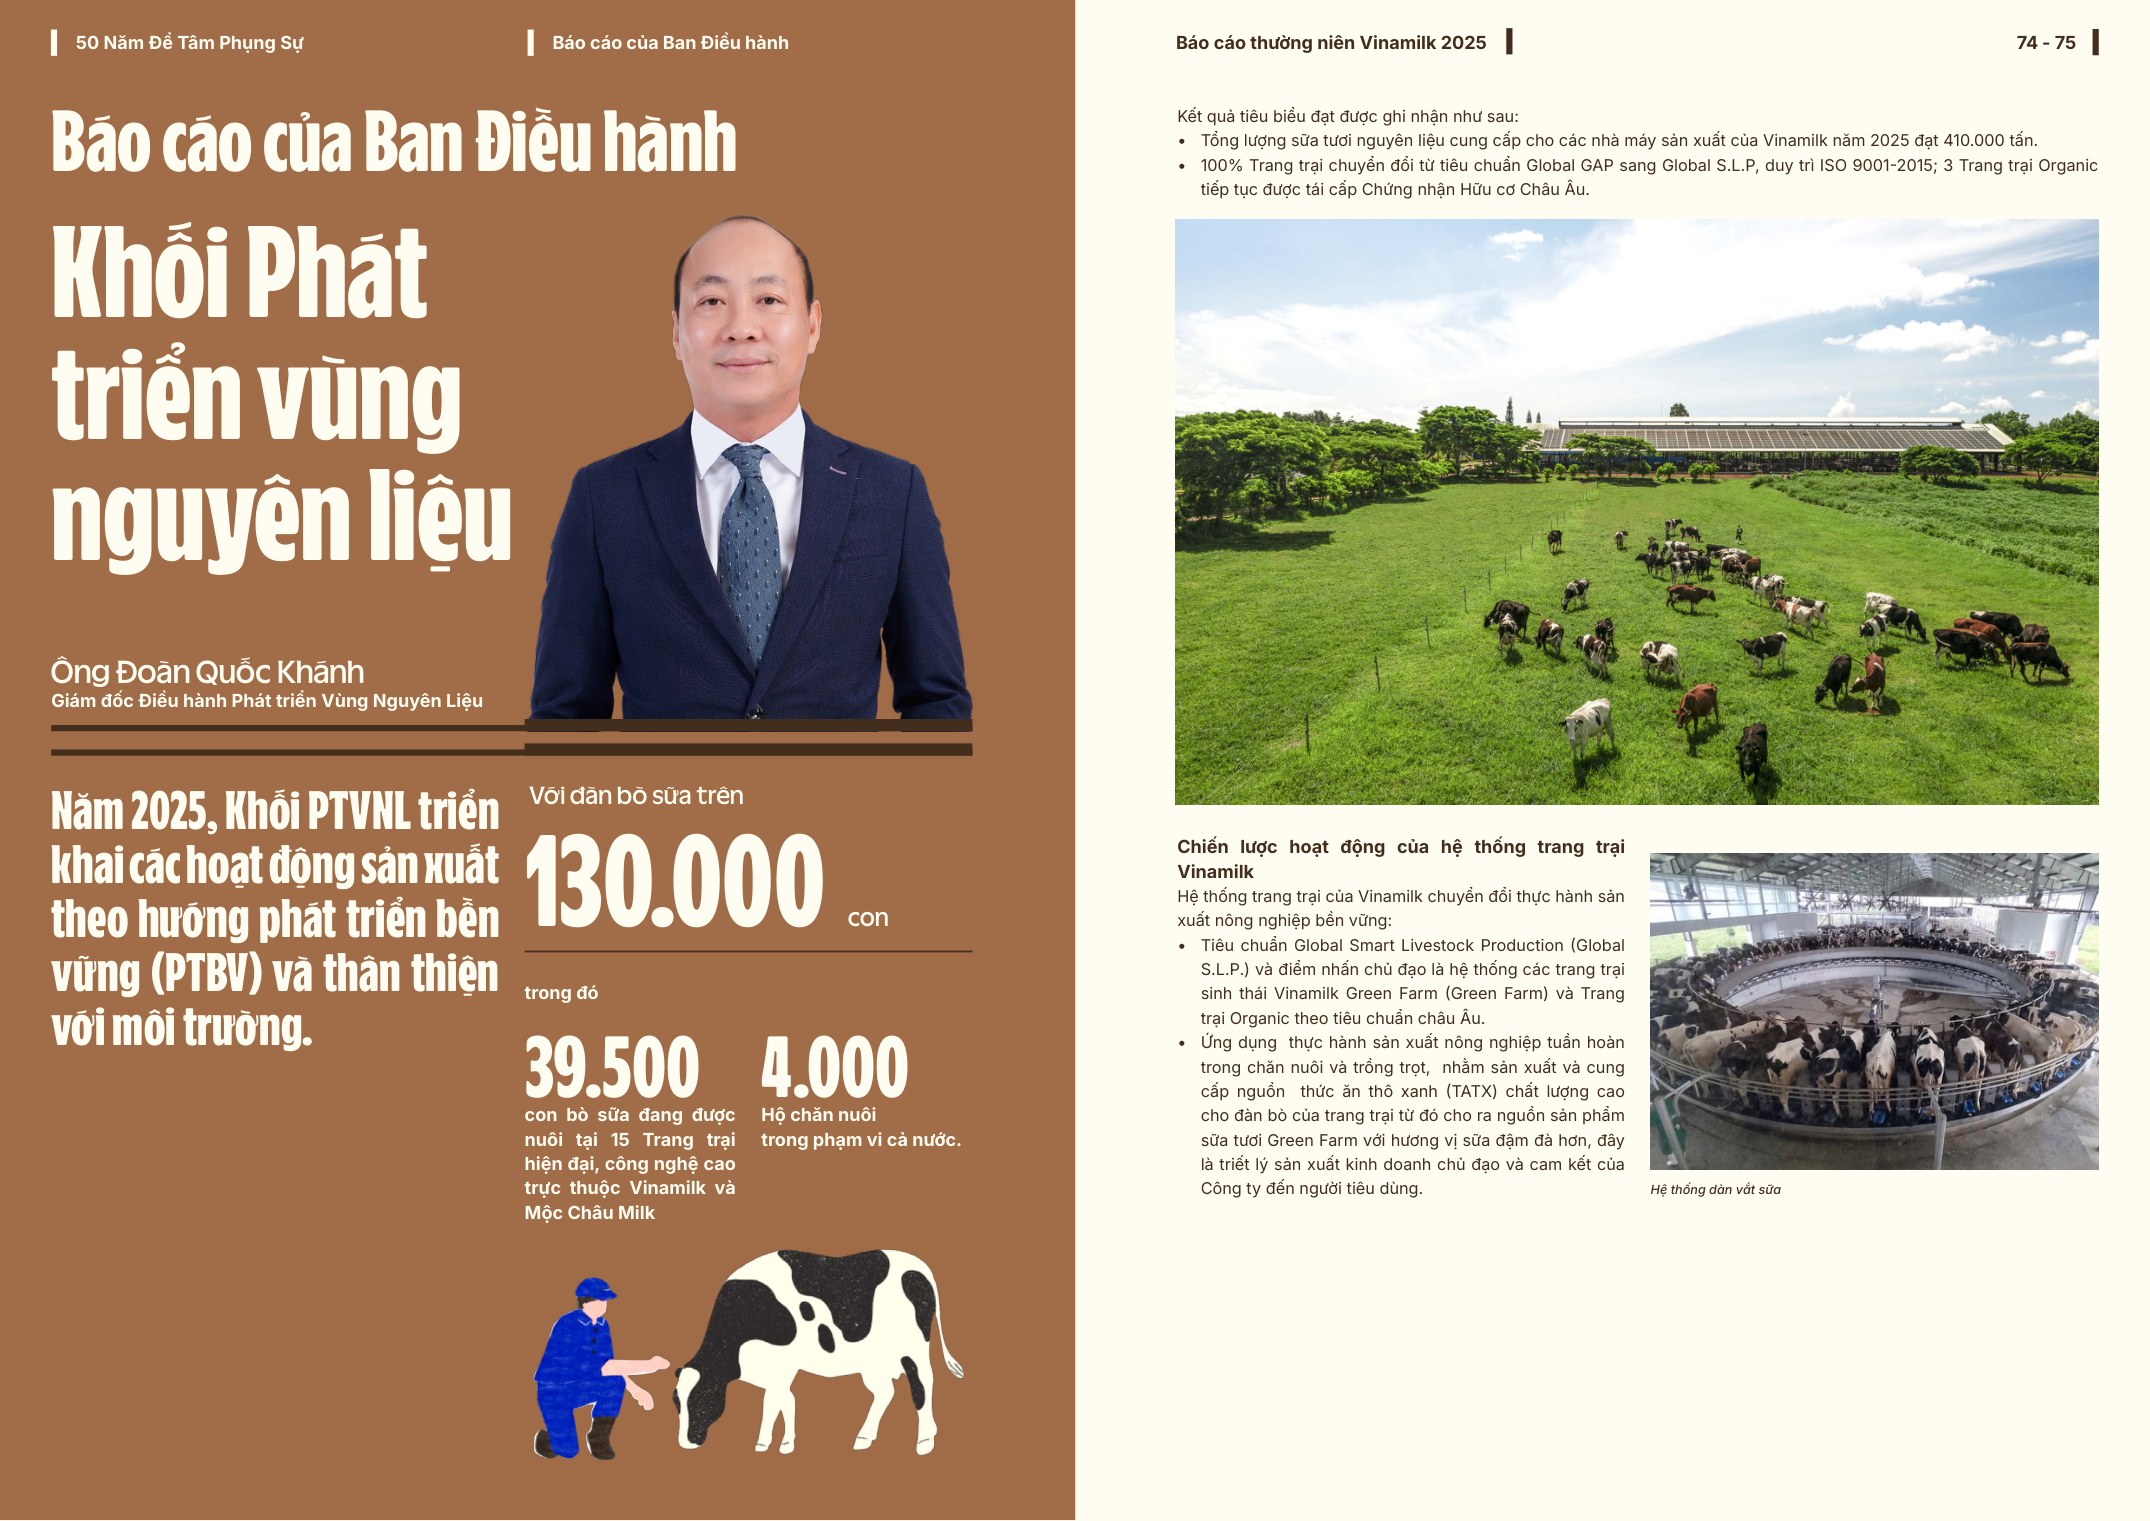 50 Năm Để Tâm Phụng Sự
Báo cáo của Ban Điều hành
Báo cáo của Ban Điều hành
Khối Phát
triển vùng
nguyên liệu
Ông Đoàn Quốc Khánh
Giám đốc Điều hành Phát triển Vùng Nguyên Liệu
Năm 2025, Khối PTVNL triển
khai các hoạt động sản xuất
theo hướng phát triển bền
vững (PTBV) và thân thiện
với môi trường.
Với đàn bò sữa trên
130.000 con
trong đó
39.500
con bò sữa đang được
nuôi tại 15 Trang trại
hiện đại, công nghệ cao
trực thuộc Vinamilk và
Mộc Châu Milk
4.000
Hộ chăn nuôi
trong phạm vi cả nước.
Báo cáo thường niên Vinamilk 2025
74 - 75
Kết quả tiêu biểu đạt được ghi nhận như sau:
• Tổng lượng sữa tươi nguyên liệu cung cấp cho các nhà máy sản xuất của Vinamilk năm 2025 đạt 410.000 tấn.
• 100% Trang trại chuyển đổi từ tiêu chuẩn Global GAP sang Global S.L.P, duy trì ISO 9001-2015; 3 Trang trại Organic
tiếp tục được tái cấp Chứng nhận Hữu cơ Châu Âu.
Chiến lược hoạt động của hệ thống trang trại
Vinamilk
Hệ thống trang trại của Vinamilk chuyển đổi thực hành sản
xuất nông nghiệp bền vững:
• Tiêu chuẩn Global Smart Livestock Production (Global
S.L.P.) và điểm nhấn chủ đạo là hệ thống các trang trại
sinh thái Vinamilk Green Farm (Green Farm) và Trang
trại Organic theo tiêu chuẩn châu Âu.
• Ứng dụng thực hành sản xuất nông nghiệp tuần hoàn
trong chăn nuôi và trồng trọt, nhằm sản xuất và cung
cấp nguồn thức ăn thô xanh (TATX) chất lượng cao
cho đàn bò của trang trại từ đó cho ra nguồn sản phẩm
sữa tươi Green Farm với hương vị sữa đậm đà hơn, đây
là triết lý sản xuất kinh doanh chủ đạo và cam kết của
Công ty đến người tiêu dùng.
Hệ thống dàn vắt sữa